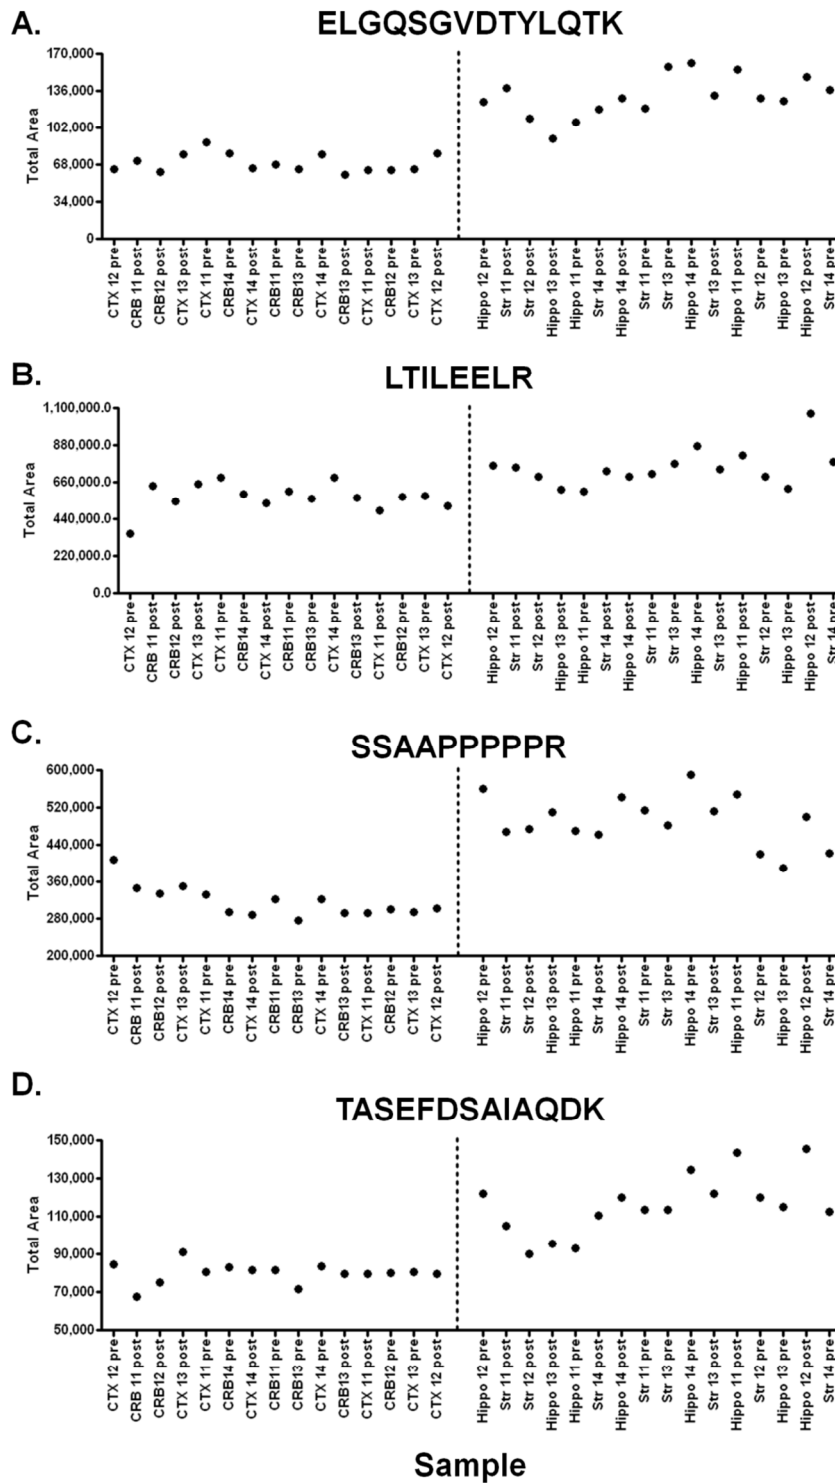 A.
ELGQSGVDTYLQTK
Total Area
170,000
136,000
102,000
68,000
34,000
0
CTX 12 pre
CRB 11 post
CRB12 post
CTX 13 post
CTX 11 pre
CRB14 pre
CTX 14 post
CRB11 pre
CRB13 pre
CTX 14 pre
CRB13 post
CTX 11 post
CRB12 pre
CTX 13 pre
CTX 12 post
Hippo 12 pre
Str 11 post
Str 12 post
Hippo 13 post
Hippo 11 pre
Str 14 post
Hippo 14 post
Str 11 pre
Str 13 pre
Hippo 14 pre
Str 13 post
Hippo 11 post
Str 12 pre
Hippo 13 pre
Hippo 12 post
Str 14 pre
B.
LTILEELR
Total Area
1,100,000.0
880,000.0
660,000.0
440,000.0
220,000.0
0.0
CTX 12 pre
CRB 11 post
CRB12 post
CTX 13 post
CTX 11 pre
CRB14 pre
CTX 14 post
CRB11 pre
CRB13 pre
CTX 14 pre
CRB13 post
CTX 11 post
CRB12 pre
CTX 13 pre
CTX 12 post
Hippo 12 pre
Str 11 post
Str 12 post
Hippo 13 post
Hippo 11 pre
Str 14 post
Hippo 14 post
Str 11 pre
Str 13 pre
Hippo 14 pre
Str 13 post
Hippo 11 post
Str 12 pre
Hippo 13 pre
Hippo 12 post
Str 14 pre
C.
SSAAPPPPPR
Total Area
600,000
520,000
440,000
360,000
280,000
200,000
CTX 12 pre
CRB 11 post
CRB12 post
CTX 13 post
CTX 11 pre
CRB14 pre
CTX 14 post
CRB11 pre
CRB13 pre
CTX 14 pre
CRB13 post
CTX 11 post
CRB12 pre
CTX 13 pre
CTX 12 post
Hippo 12 pre
Str 11 post
Str 12 post
Hippo 13 post
Hippo 11 pre
Str 14 post
Hippo 14 post
Str 11 pre
Str 13 pre
Hippo 14 pre
Str 13 post
Hippo 11 post
Str 12 pre
Hippo 13 pre
Hippo 12 post
Str 14 pre
D.
TASEFDSAIAQDK
Total Area
150,000
130,000
110,000
90,000
70,000
50,000
CTX 12 pre
CRB 11 post
CRB12 post
CTX 13 post
CTX 11 pre
CRB14 pre
CTX 14 post
CRB11 pre
CRB13 pre
CTX 14 pre
CRB13 post
CTX 11 post
CRB12 pre
CTX 13 pre
CTX 12 post
Hippo 12 pre
Str 11 post
Str 12 post
Hippo 13 post
Hippo 11 pre
Str 14 post
Hippo 14 post
Str 11 pre
Str 13 pre
Hippo 14 pre
Str 13 post
Hippo 11 post
Str 12 pre
Hippo 13 pre
Hippo 12 post
Str 14 pre
Sample